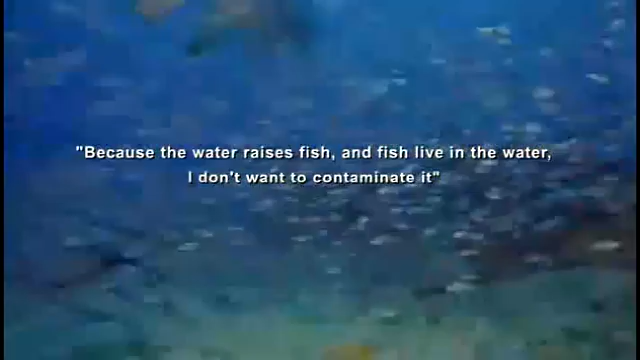 "Because the water raises fish, and fish live in the water,
I don't want to contaminate it"